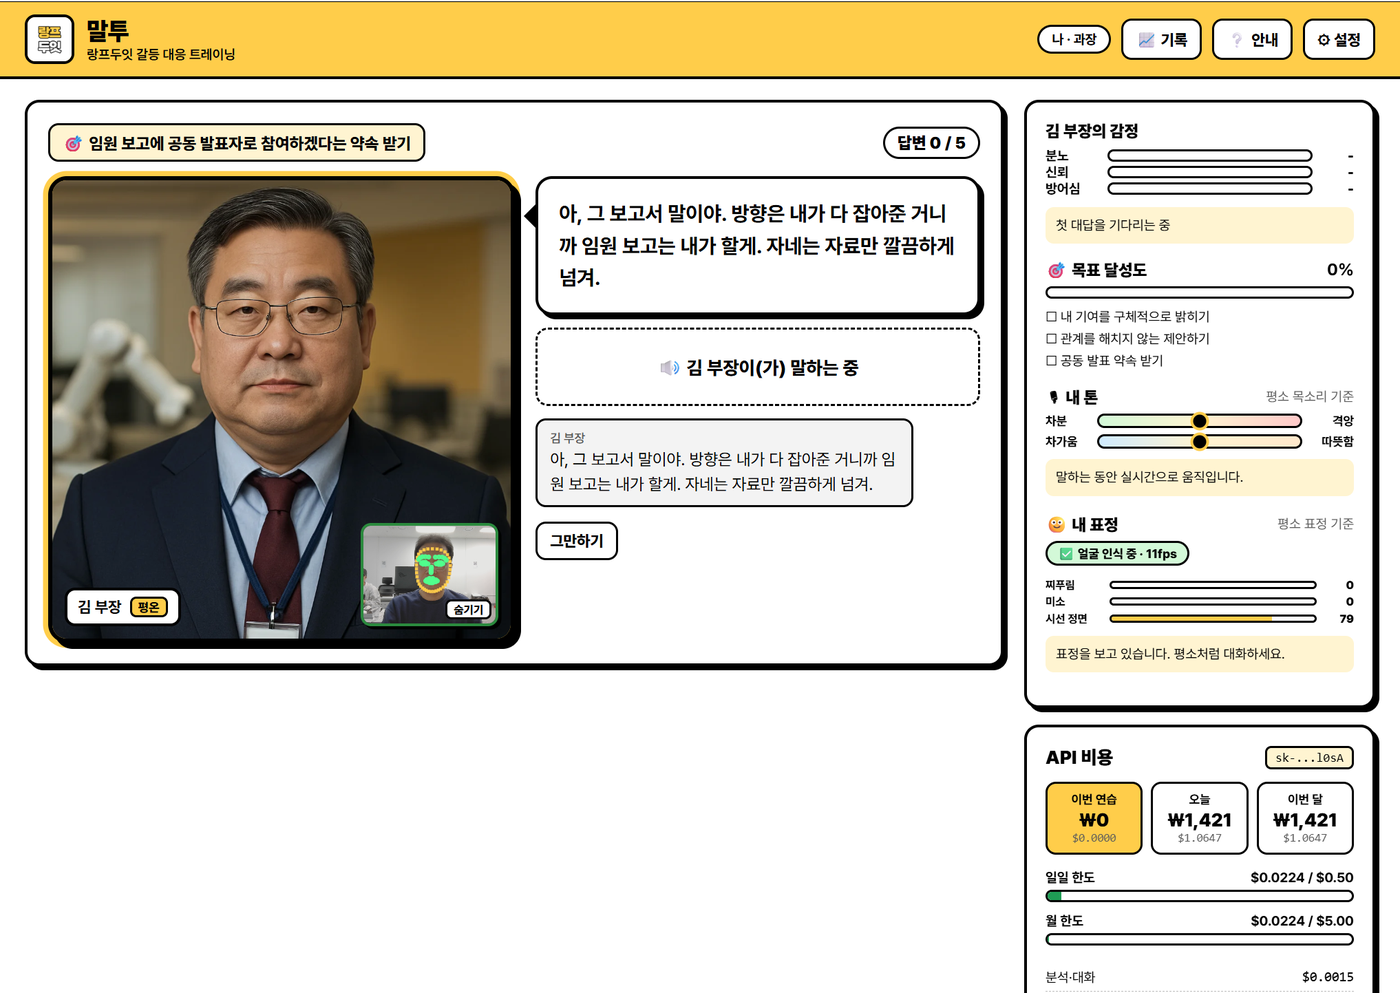 랑프
두잇
말투
랑프두잇 갈등 대응 트레이닝
나 · 과장
📈 기록
❔ 안내
⚙ 설정
🎯 임원 보고에 공동 발표자로 참여하겠다는 약속 받기
답변 0 / 5
아, 그 보고서 말이야. 방향은 내가 다 잡아준 거니
까 임원 보고는 내가 할게. 자네는 자료만 깔끔하게
넘겨.
🔊 김 부장이(가) 말하는 중
김 부장
아, 그 보고서 말이야. 방향은 내가 다 잡아준 거니까 임
원 보고는 내가 할게. 자네는 자료만 깔끔하게 넘겨.
그만하기
김 부장 평온
숨기기
김 부장의 감정
분노 -
신뢰 -
방어심 -
첫 대답을 기다리는 중
🎯 목표 달성도 0%
☐ 내 기여를 구체적으로 밝히기
☐ 관계를 해치지 않는 제안하기
☐ 공동 발표 약속 받기
🎙 내 톤 평소 목소리 기준
차분 격앙
차가움 따뜻함
말하는 동안 실시간으로 움직입니다.
🙂 내 표정 평소 표정 기준
✅ 얼굴 인식 중 · 11fps
찌푸림 0
미소 0
시선 정면 79
표정을 보고 있습니다. 평소처럼 대화하세요.
API 비용 sk-...l0sA
이번 연습 오늘 이번 달
₩0 ₩1,421 ₩1,421
$0.0000 $1.0647 $1.0647
일일 한도 $0.0224 / $0.50
월 한도 $0.0224 / $5.00
분석·대화 $0.0015